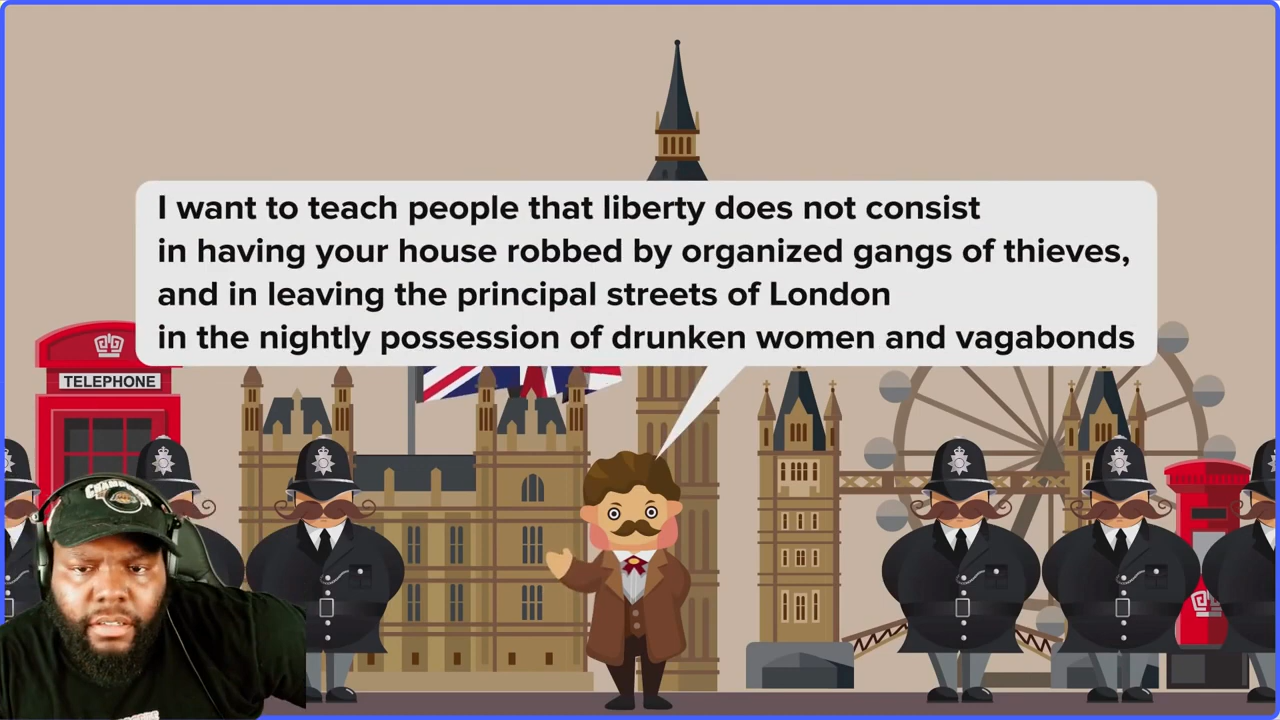 I want to teach people that liberty does not consist
in having your house robbed by organized gangs of thieves,
and in leaving the principal streets of London
in the nightly possession of drunken women and vagabonds
TELEPHONE